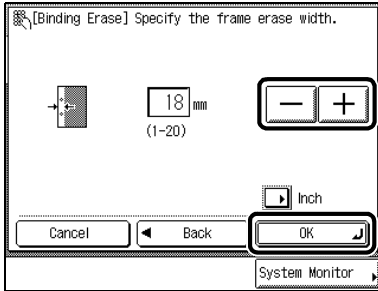 [Binding Erase] Specify the frame erase width.
18 mm
(1-20)
− +
Inch
Cancel
Back
OK
System Monitor